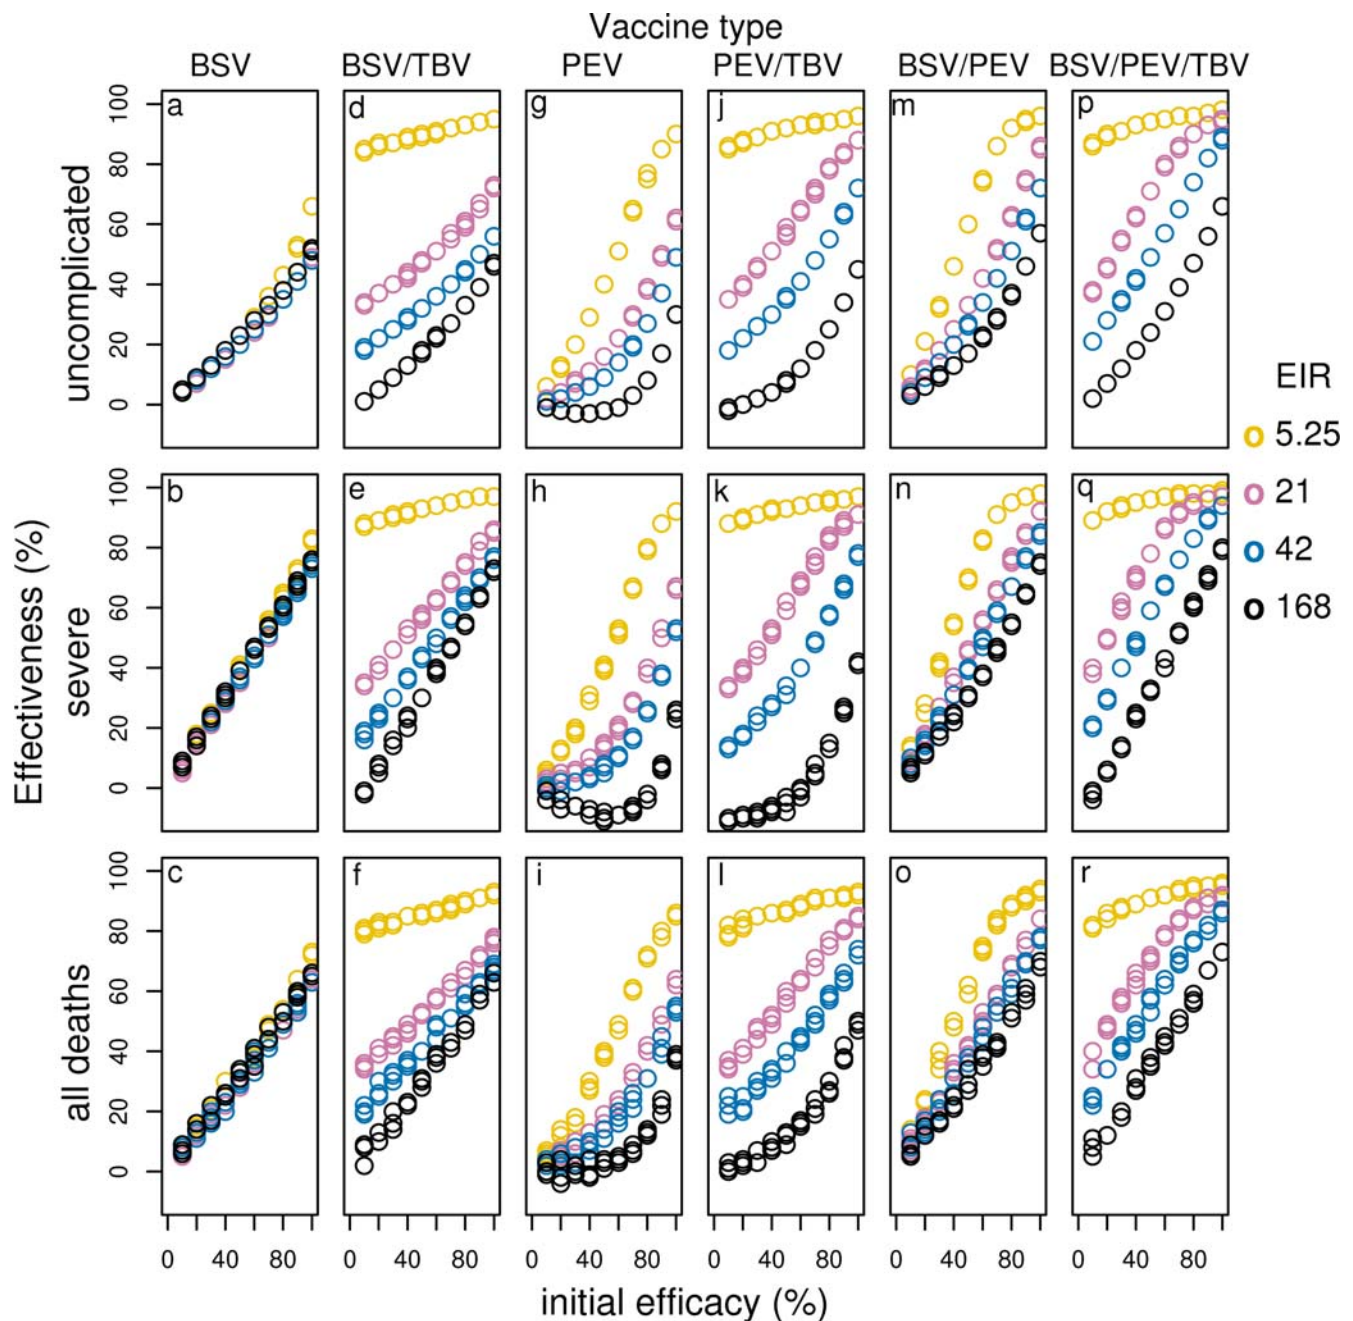 Vaccine type
BSV BSV/TBV PEV PEV/TBV BSV/PEV BSV/PEV/TBV
Effectiveness (%)
uncomplicated
0 20 40 60 80 100
a d g j m p
EIR
5.25
21
42
168
severe
0 20 40 60 80 100
b e h k n q
all deaths
0 20 40 60 80 100
c f i l o r
0 40 80 0 40 80 0 40 80 0 40 80 0 40 80 0 40 80
initial efficacy (%)